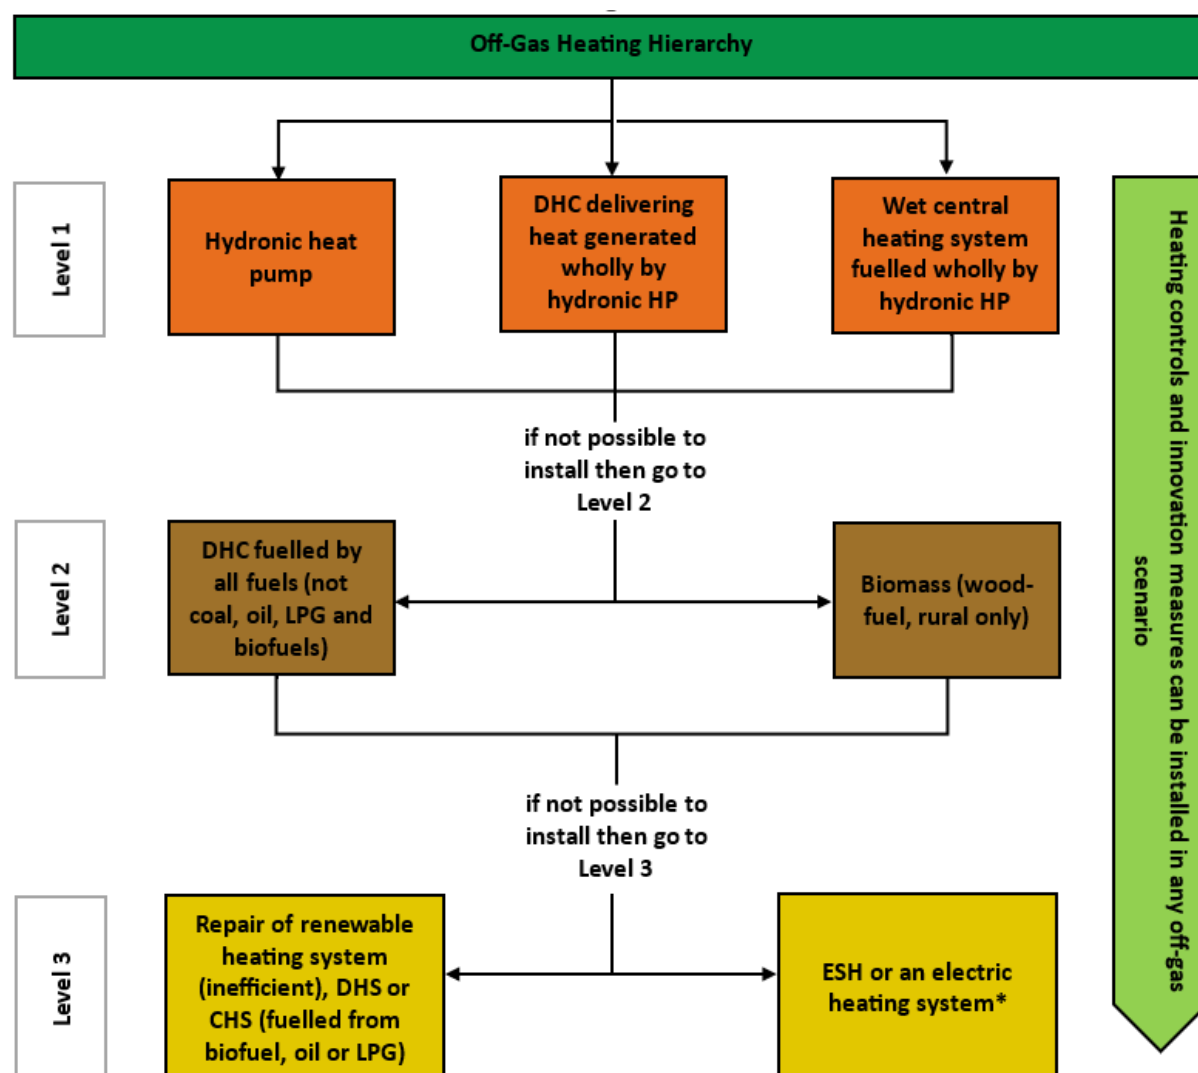 Off-Gas Heating Hierarchy
Level 1
Hydronic heat
pump
DHC delivering
heat generated
wholly by
hydronic HP
Wet central
heating system
fuelled wholly by
hydronic HP
if not possible to
install then go to
Level 2
Level 2
DHC fuelled by
all fuels (not
coal, oil, LPG and
biofuels)
Biomass (wood-
fuel, rural only)
if not possible to
install then go to
Level 3
Level 3
Repair of renewable
heating system
(inefficient), DHS or
CHS (fuelled from
biofuel, oil or LPG)
ESH or an electric
heating system*
Heating controls and innovation measures can be installed in any off-gas
scenario